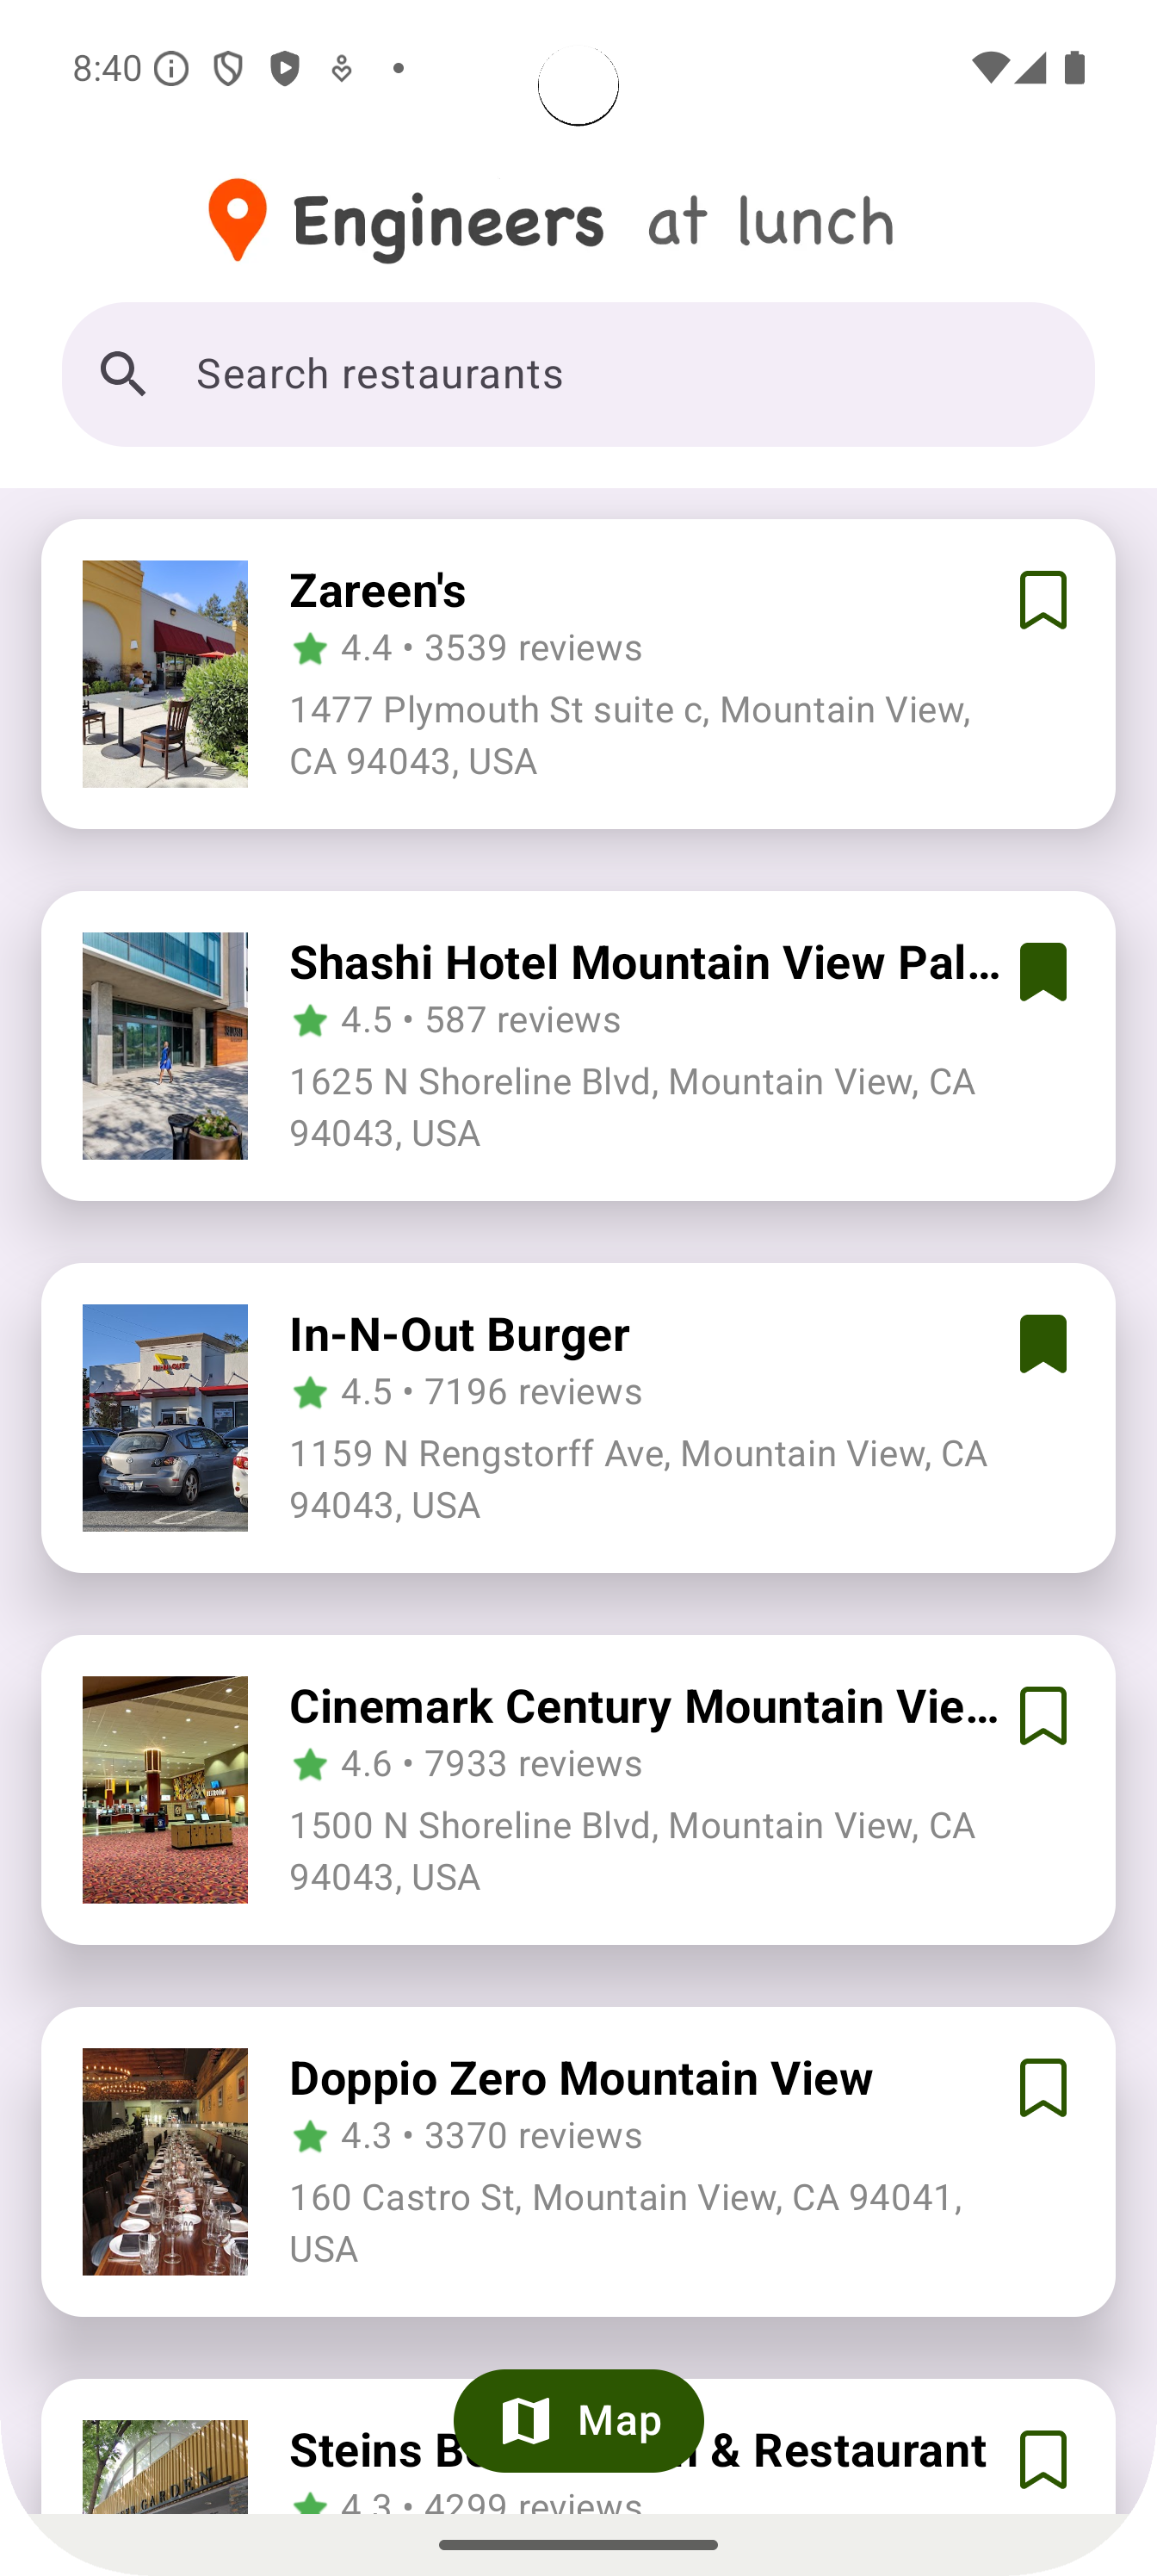 8:40
Engineers at lunch
Search restaurants
Zareen's
4.4 • 3539 reviews
1477 Plymouth St suite c, Mountain View,
CA 94043, USA
Shashi Hotel Mountain View Pal...
4.5 • 587 reviews
1625 N Shoreline Blvd, Mountain View, CA
94043, USA
In-N-Out Burger
4.5 • 7196 reviews
1159 N Rengstorff Ave, Mountain View, CA
94043, USA
Cinemark Century Mountain Vie...
4.6 • 7933 reviews
1500 N Shoreline Blvd, Mountain View, CA
94043, USA
Doppio Zero Mountain View
4.3 • 3370 reviews
160 Castro St, Mountain View, CA 94041,
USA
Map
Steins & Restaurant
GARDEN
4.3 • 4299 reviews